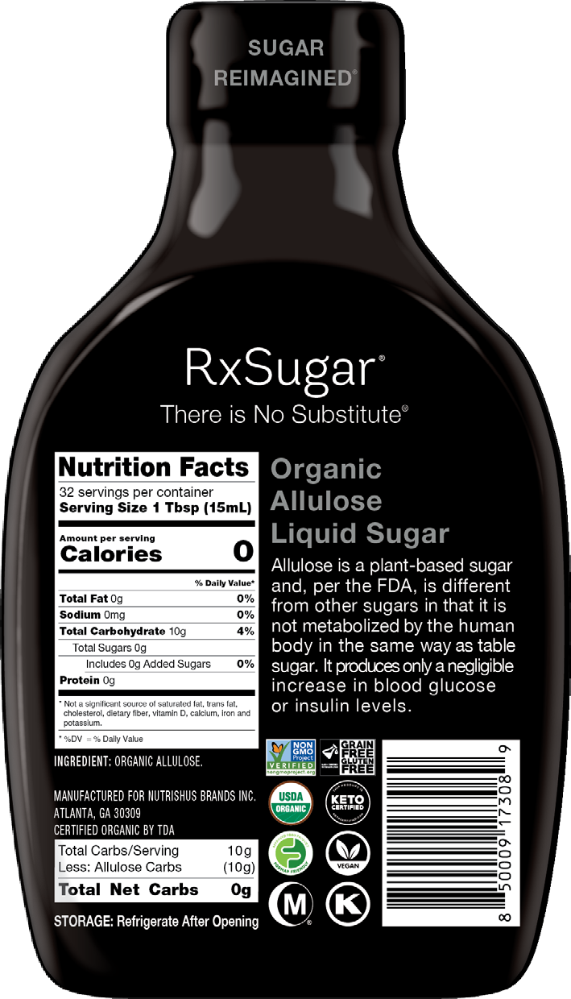 SUGAR
REIMAGINED®
RxSugar®
There is No Substitute®
Nutrition Facts
32 servings per container
Serving Size 1 Tbsp (15mL)
Amount per serving
Calories 0
% Daily Value*
Total Fat 0g 0%
Sodium 0mg 0%
Total Carbohydrate 10g 4%
Total Sugars 0g
Includes 0g Added Sugars 0%
Protein 0g
* Not a significant source of saturated fat, trans fat,
cholesterol, dietary fiber, vitamin D, calcium, iron and
potassium.
* %DV = % Daily Value
INGREDIENT: ORGANIC ALLULOSE.
MANUFACTURED FOR NUTRISHUS BRANDS INC.
ATLANTA, GA 30309
CERTIFIED ORGANIC BY TDA
Total Carbs/Serving 10g
Less: Allulose Carbs (10g)
Total Net Carbs 0g
STORAGE: Refrigerate After Opening
Organic
Allulose
Liquid Sugar
Allulose is a plant-based sugar
and, per the FDA, is different
from other sugars in that it is
not metabolized by the human
body in the same way as table
sugar. It produces only a negligible
increase in blood glucose
or insulin levels.
NON
GMO
Project
VERIFIED
nongmoproject.org
GRAIN
FREE
GLUTEN
FREE
USDA
ORGANIC
KETO
CERTIFIED
FODMAP FRIENDLY
VEGAN
M®
K
8 50009 17308 9